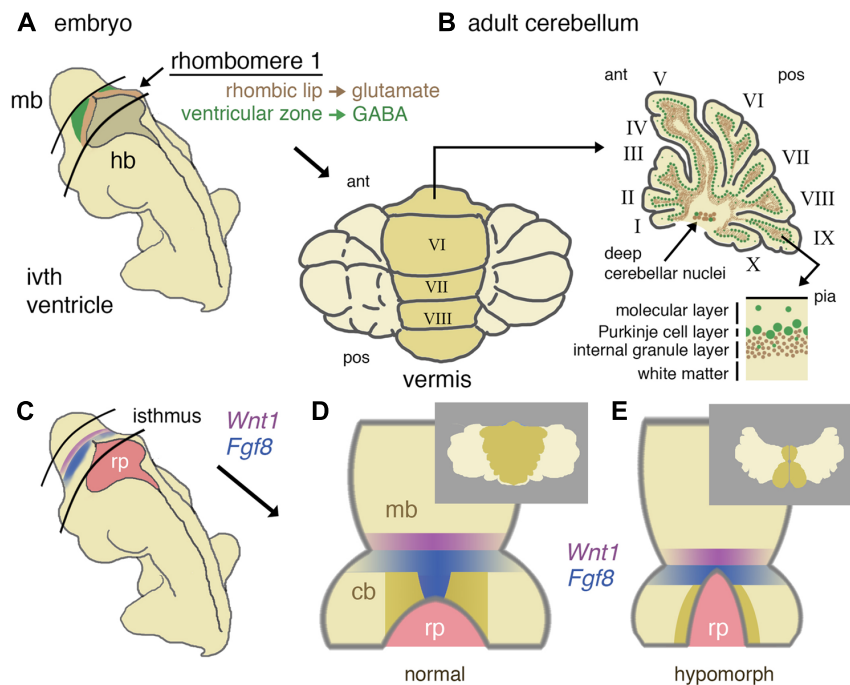 A embryo
rhombomere 1
rhombic lip → glutamate
ventricular zone → GABA
mb
hb
ivth
ventricle
ant
VI
VII
VIII
pos
vermis
B adult cerebellum
ant
pos
V
VI
IV
III
VII
II
VIII
I
IX
X
deep
cerebellar nuclei
pia
molecular layer
Purkinje cell layer
internal granule layer
white matter
C
isthmus
Wnt1
Fgf8
rp
D
mb
cb
rp
normal
Wnt1
Fgf8
E
rp
hypomorph